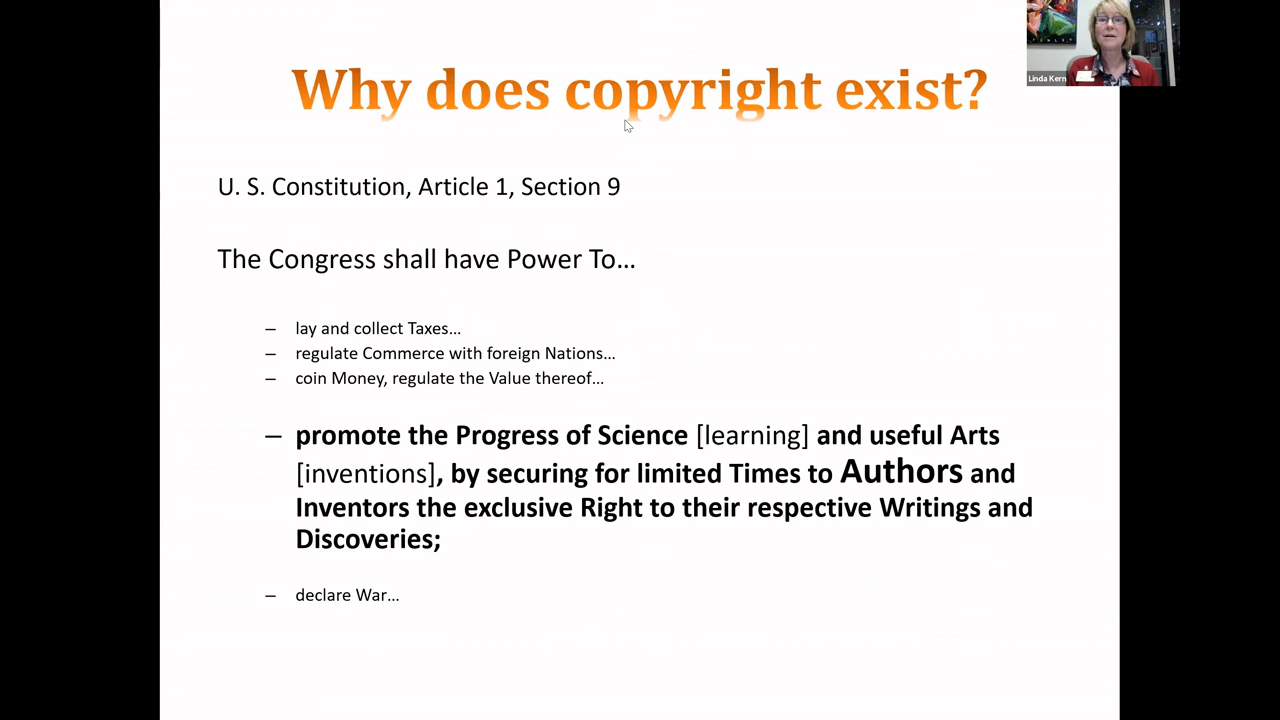 Linda Kern
Why does copyright exist?
U. S. Constitution, Article 1, Section 9
The Congress shall have Power To…
– lay and collect Taxes…
– regulate Commerce with foreign Nations…
– coin Money, regulate the Value thereof…
– promote the Progress of Science [learning] and useful Arts
[inventions], by securing for limited Times to Authors and
Inventors the exclusive Right to their respective Writings and
Discoveries;
– declare War…